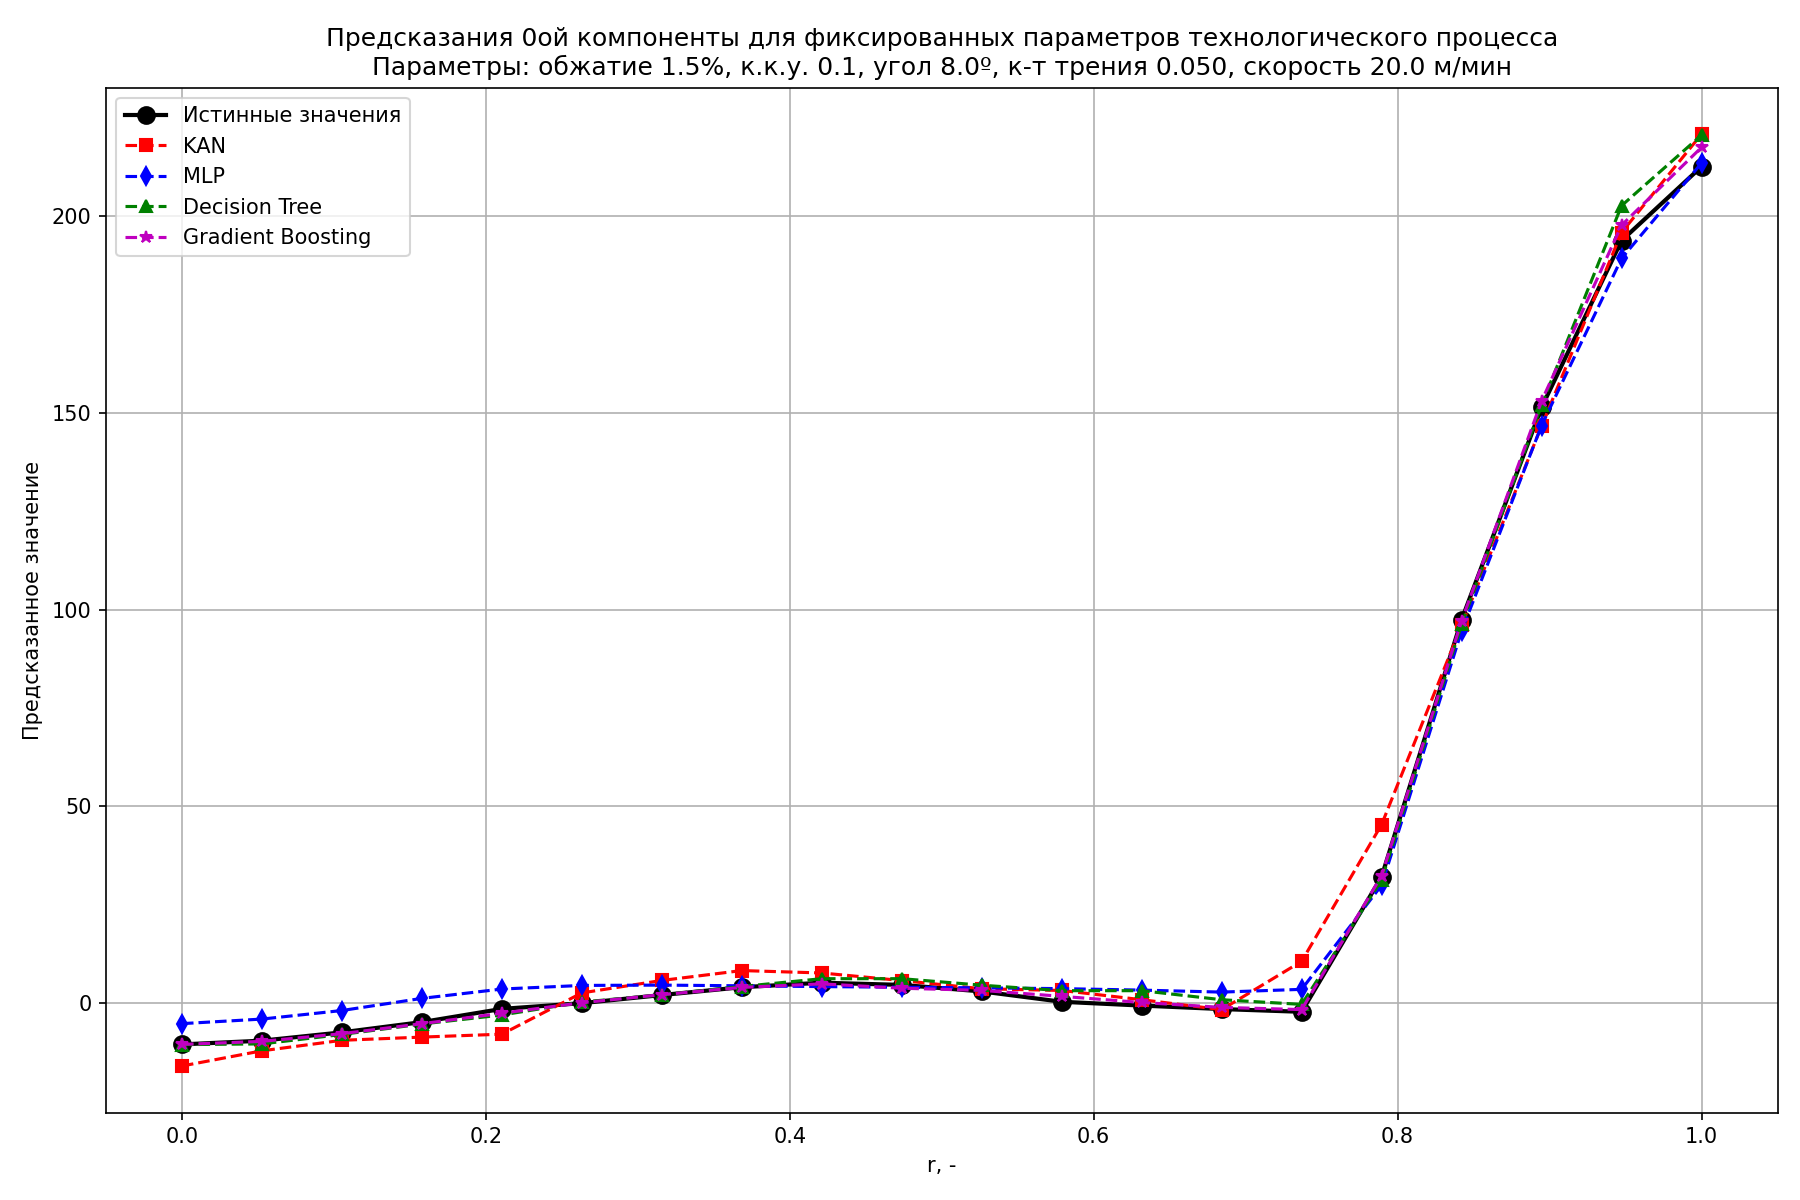 Предсказания 0ой компоненты для фиксированных параметров технологического процесса
Параметры: обжатие 1.5%, к.к.у. 0.1, угол 8.0º, к-т трения 0.050, скорость 20.0 м/мин
Истинные значения
KAN
MLP
Decision Tree
Gradient Boosting
Предсказанное значение
200
150
100
50
0
0.0
0.2
0.4
0.6
0.8
1.0
r, -